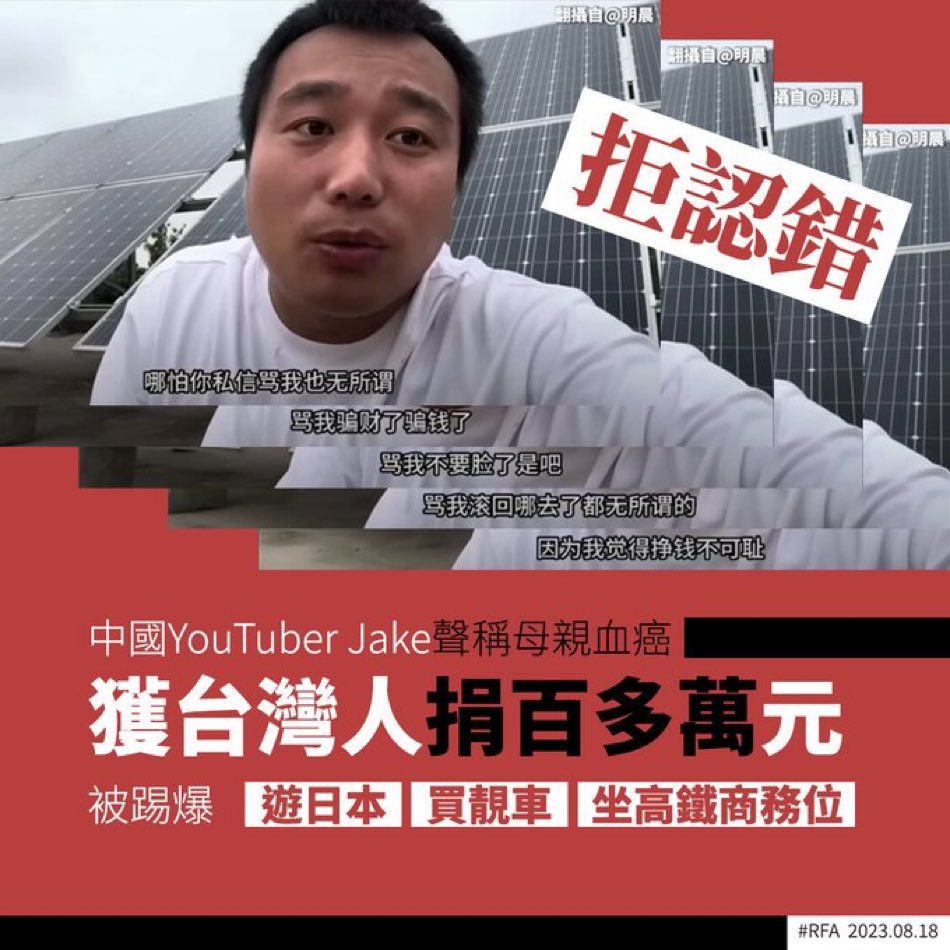 翻攝自@明晨
翻攝自@明晨
攝自@明晨
攝自@明晨
拒認錯
哪怕你私信骂我也无所谓
骂我骗财了骗钱了
骂我不要脸了是吧
骂我滚回哪去了都无所谓的
因为我觉得挣钱不可耻
中國YouTuber Jake聲稱母親血癌
獲台灣人捐百多萬元
被踢爆 遊日本 買靚車 坐高鐵商務位
#RFA 2023.08.18